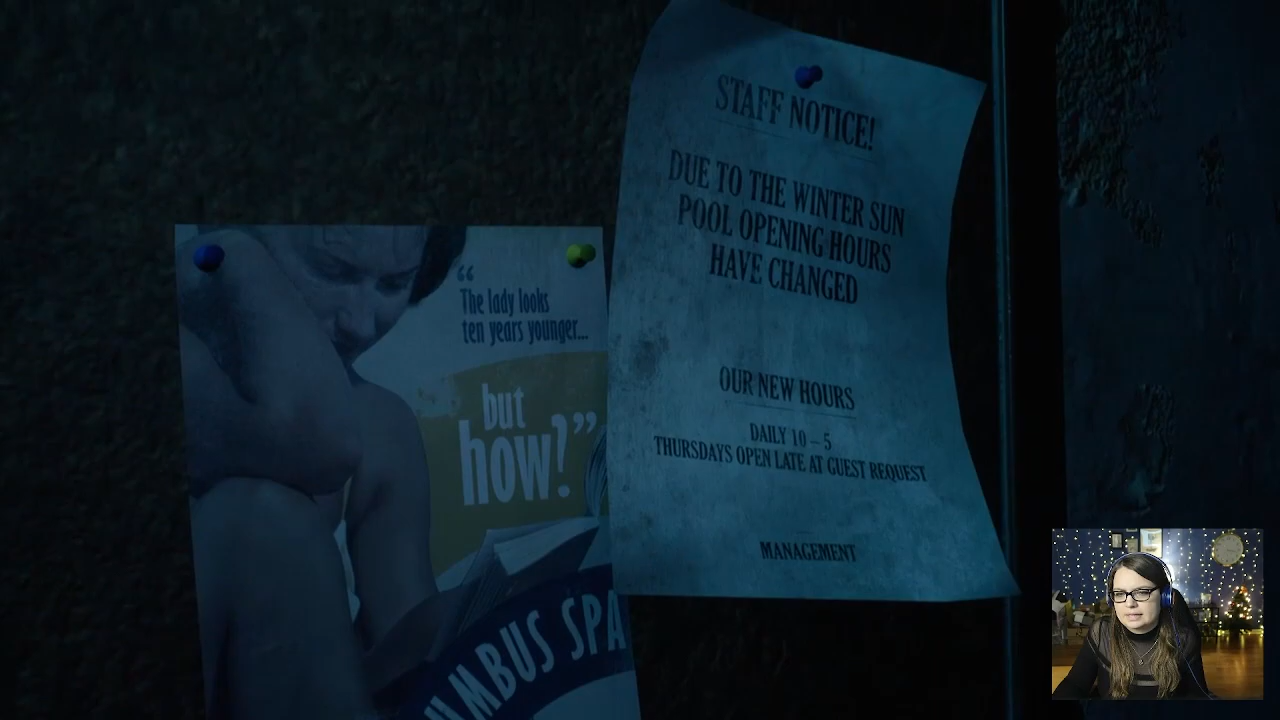 “
The lady looks
ten years younger...
but
how?”
MBUS SPA
STAFF NOTICE!
DUE TO THE WINTER SUN
POOL OPENING HOURS
HAVE CHANGED
OUR NEW HOURS
DAILY 10 – 5
THURSDAYS OPEN LATE AT GUEST REQUEST
MANAGEMENT